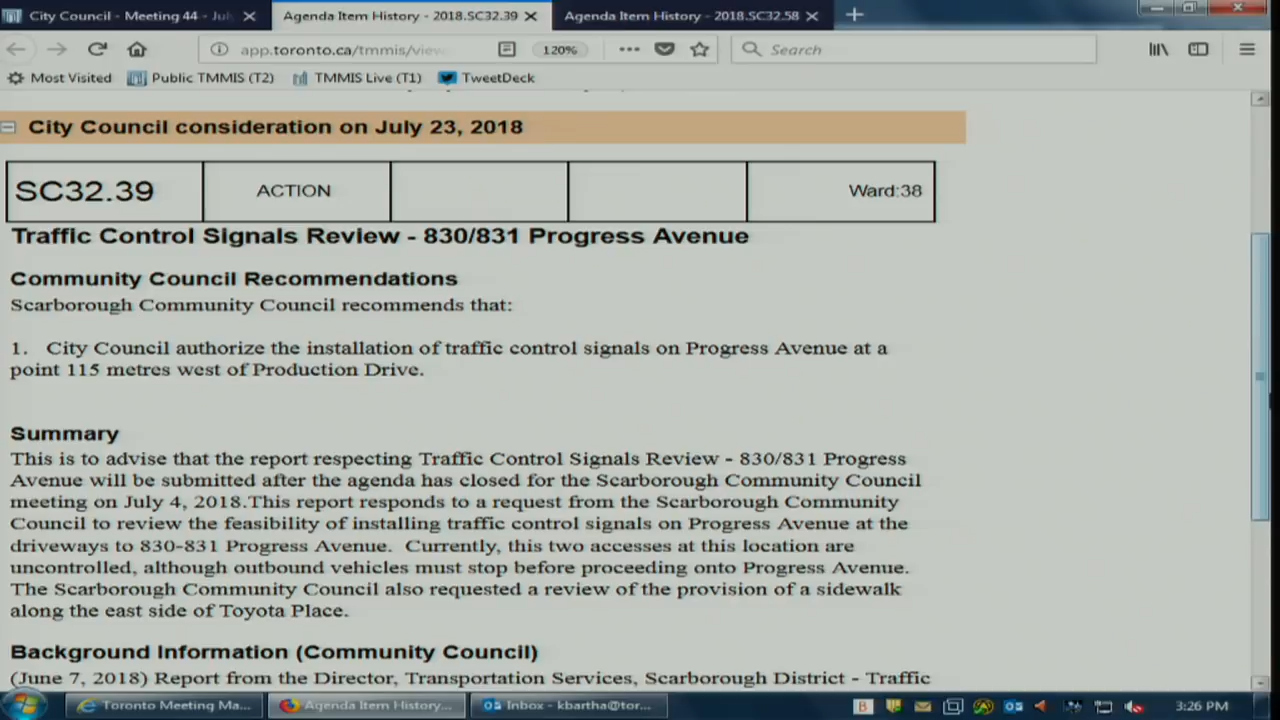 City Council - Meeting 44 - Jul
Agenda Item History - 2018.SC32.39
Agenda Item History - 2018.SC32.58
app.toronto.ca/tmmis/view
120%
Search
Most Visited
Public TMMIS (T2)
TMMIS Live (T1)
TweetDeck
City Council consideration on July 23, 2018
SC32.39
ACTION
Ward:38
Traffic Control Signals Review - 830/831 Progress Avenue
Community Council Recommendations
Scarborough Community Council recommends that:
1. City Council authorize the installation of traffic control signals on Progress Avenue at a
point 115 metres west of Production Drive.
Summary
This is to advise that the report respecting Traffic Control Signals Review - 830/831 Progress
Avenue will be submitted after the agenda has closed for the Scarborough Community Council
meeting on July 4, 2018.This report responds to a request from the Scarborough Community
Council to review the feasibility of installing traffic control signals on Progress Avenue at the
driveways to 830-831 Progress Avenue. Currently, this two accesses at this location are
uncontrolled, although outbound vehicles must stop before proceeding onto Progress Avenue.
The Scarborough Community Council also requested a review of the provision of a sidewalk
along the east side of Toyota Place.
Background Information (Community Council)
(June 7, 2018) Report from the Director, Transportation Services, Scarborough District - Traffic
Toronto Meeting Ma...
Agenda Item History...
Inbox - kbartha@tor...
B
3:26 PM